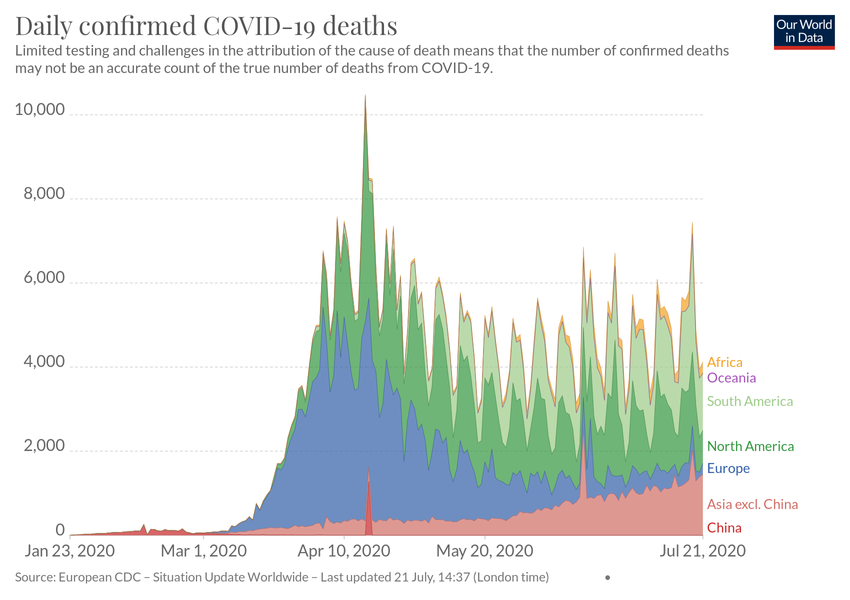 Daily confirmed COVID-19 deaths
Limited testing and challenges in the attribution of the cause of death means that the number of confirmed deaths
may not be an accurate count of the true number of deaths from COVID-19.
Our World
in Data
10,000
8,000
6,000
4,000
2,000
0
Africa
Oceania
South America
North America
Europe
Asia excl. China
China
Jan 23, 2020 Mar 1, 2020 Apr 10, 2020 May 20, 2020 Jul 21, 2020
Source: European CDC – Situation Update Worldwide – Last updated 21 July, 14:37 (London time)